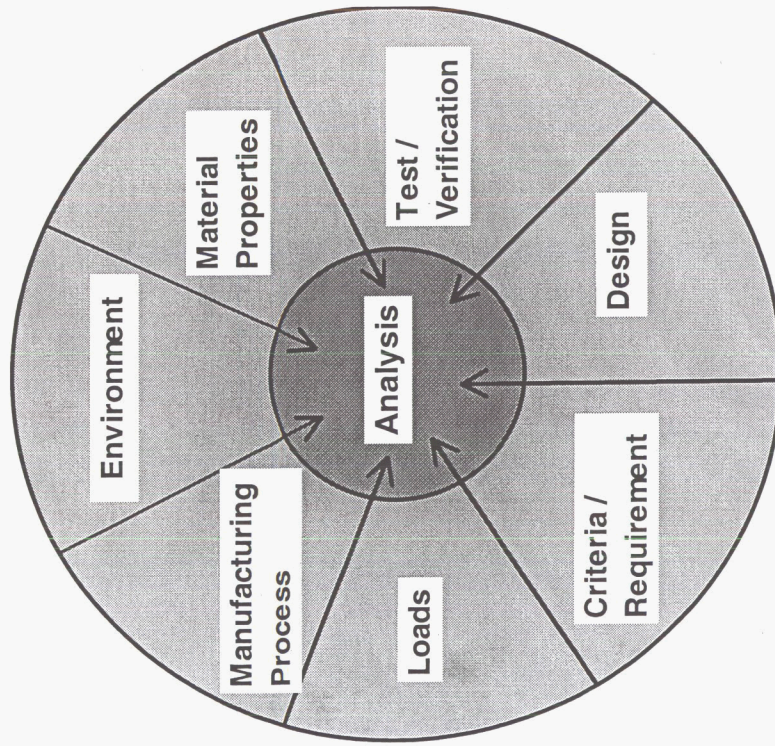 Environment
Material
Properties
Test /
Verification
Design
Criteria /
Requirement
Loads
Manufacturing
Process
Analysis